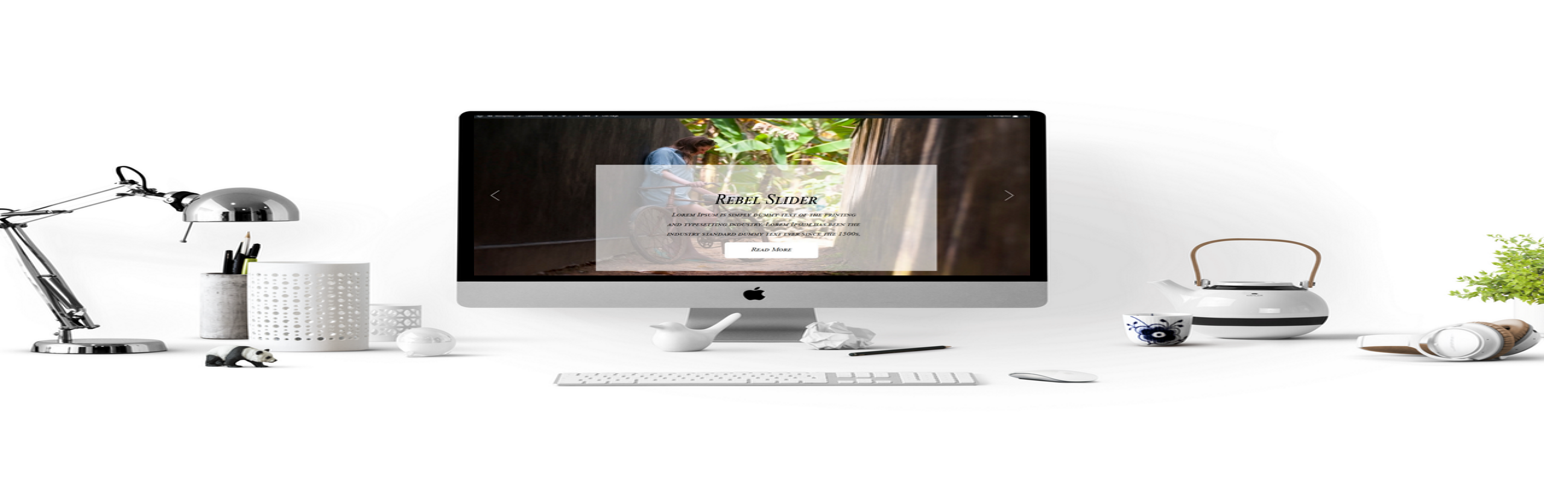 Rebel Slider
Lorem Ipsum is simply dummy text of the printing
and typesetting industry. Lorem Ipsum has been the
industry standard dummy text ever since the 1500s.
Read More